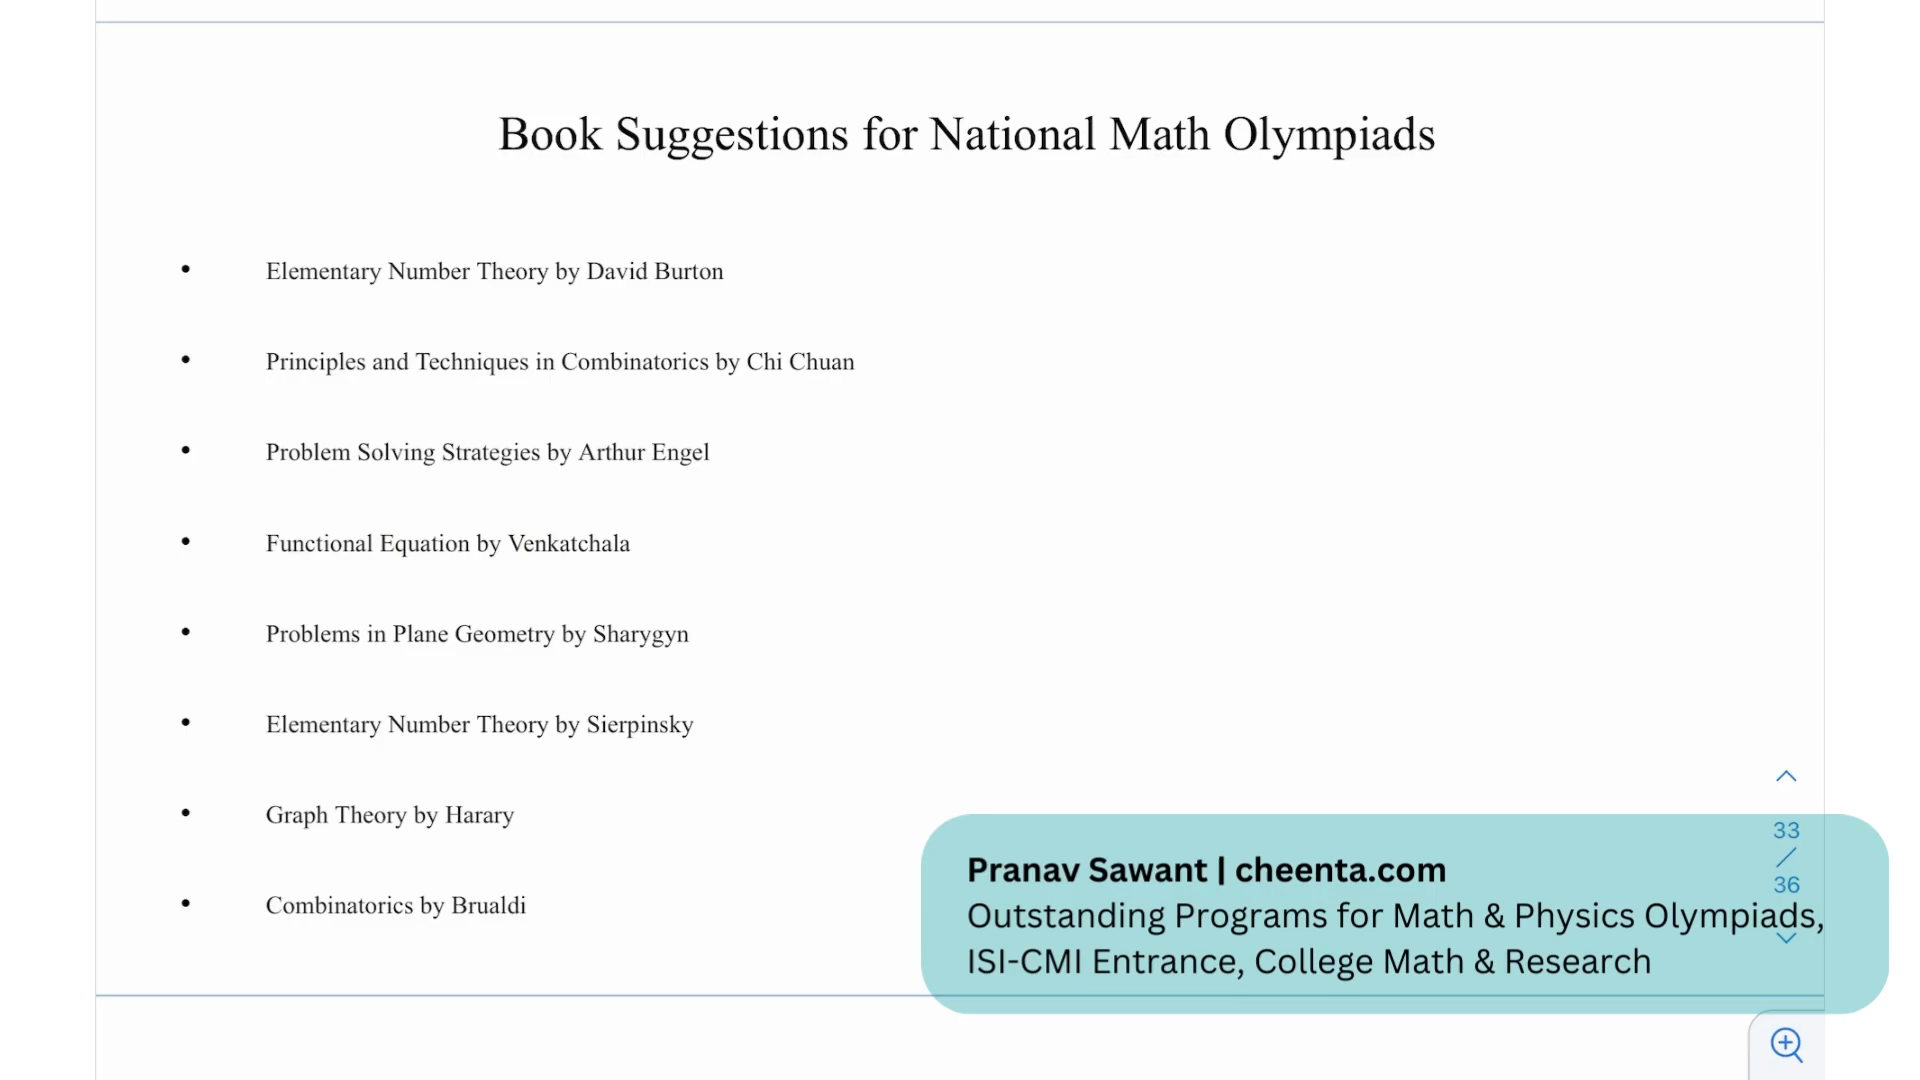 Book Suggestions for National Math Olympiads
• Elementary Number Theory by David Burton
• Principles and Techniques in Combinatorics by Chi Chuan
• Problem Solving Strategies by Arthur Engel
• Functional Equation by Venkatchala
• Problems in Plane Geometry by Sharygyn
• Elementary Number Theory by Sierpinsky
• Graph Theory by Harary
• Combinatorics by Brualdi
33
/
36
Pranav Sawant | cheenta.com
Outstanding Programs for Math & Physics Olympiads,
ISI-CMI Entrance, College Math & Research